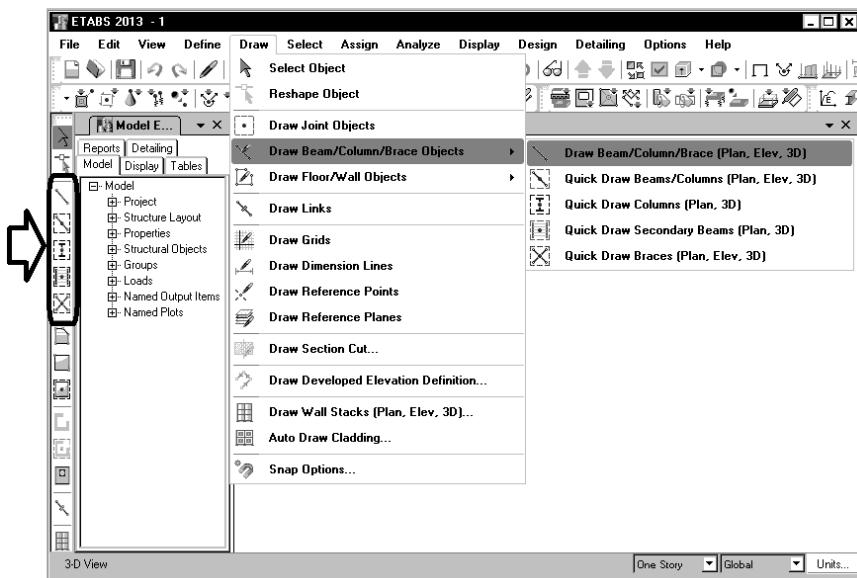 ETABS 2013 - 1
File Edit View Define Draw Select Assign Analyze Display Design Detailing Options Help
Select Object
Reshape Object
Model E...
Draw Joint Objects
Reports Detailing
Draw Beam/Column/Brace Objects
Draw Beam/Column/Brace (Plan, Elev, 3D)
Model Display Tables
Draw Floor/Wall Objects
Quick Draw Beams/Columns (Plan, Elev, 3D)
Model
Project
Draw Links
Quick Draw Columns (Plan, 3D)
Structure Layout
Properties
Draw Grids
Quick Draw Secondary Beams (Plan, 3D)
Structural Objects
Groups
Draw Dimension Lines
Quick Draw Braces (Plan, Elev, 3D)
Loads
Named Output Items
Draw Reference Points
Named Plots
Draw Reference Planes
Draw Section Cut...
Draw Developed Elevation Definition...
Draw Wall Stacks (Plan, Elev, 3D)...
Auto Draw Cladding...
Snap Options...
3-D View
One Story
Global
Units...